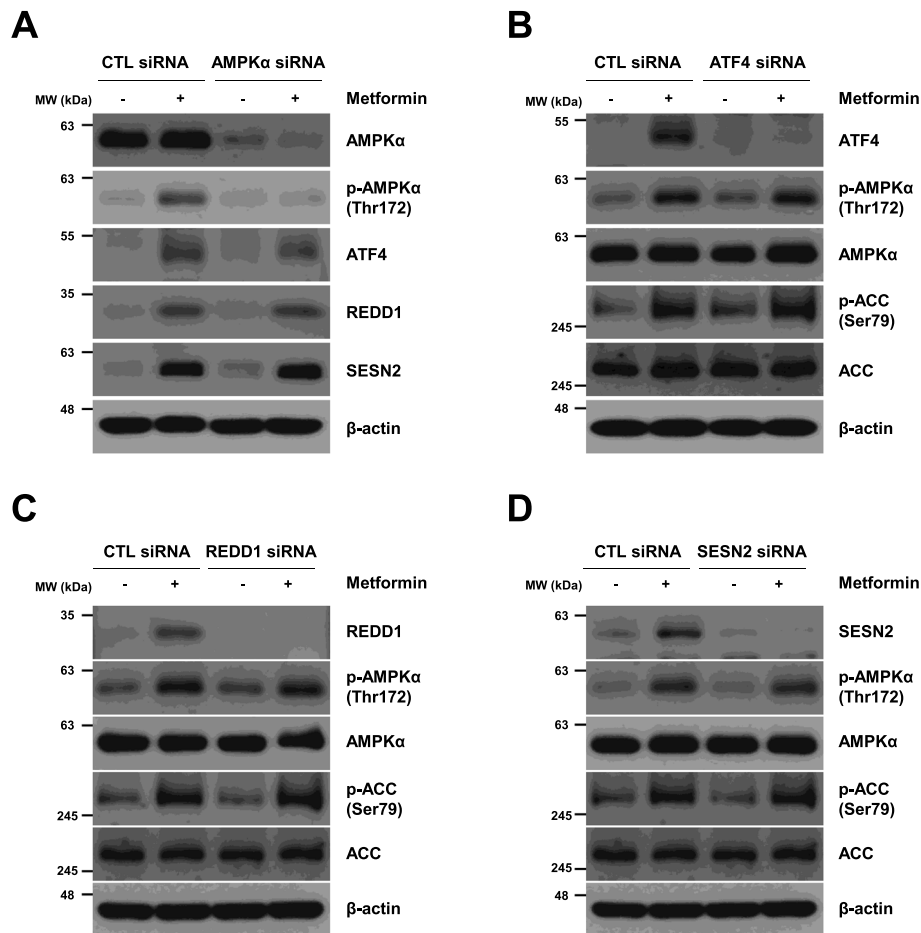 A
CTL siRNA AMPKα siRNA
MW (kDa) - + - + Metformin
63 AMPKα
63 p-AMPKα
(Thr172)
55 ATF4
35 REDD1
63 SESN2
48 β-actin
B
CTL siRNA ATF4 siRNA
MW (kDa) - + - + Metformin
55 ATF4
63 p-AMPKα
(Thr172)
63 AMPKα
p-ACC
245 (Ser79)
ACC
245
48 β-actin
C
CTL siRNA REDD1 siRNA
MW (kDa) - + - + Metformin
35 REDD1
63 p-AMPKα
(Thr172)
63 AMPKα
p-ACC
245 (Ser79)
ACC
245
48 β-actin
D
CTL siRNA SESN2 siRNA
MW (kDa) - + - + Metformin
63 SESN2
63 p-AMPKα
(Thr172)
63 AMPKα
p-ACC
245 (Ser79)
ACC
245
48 β-actin